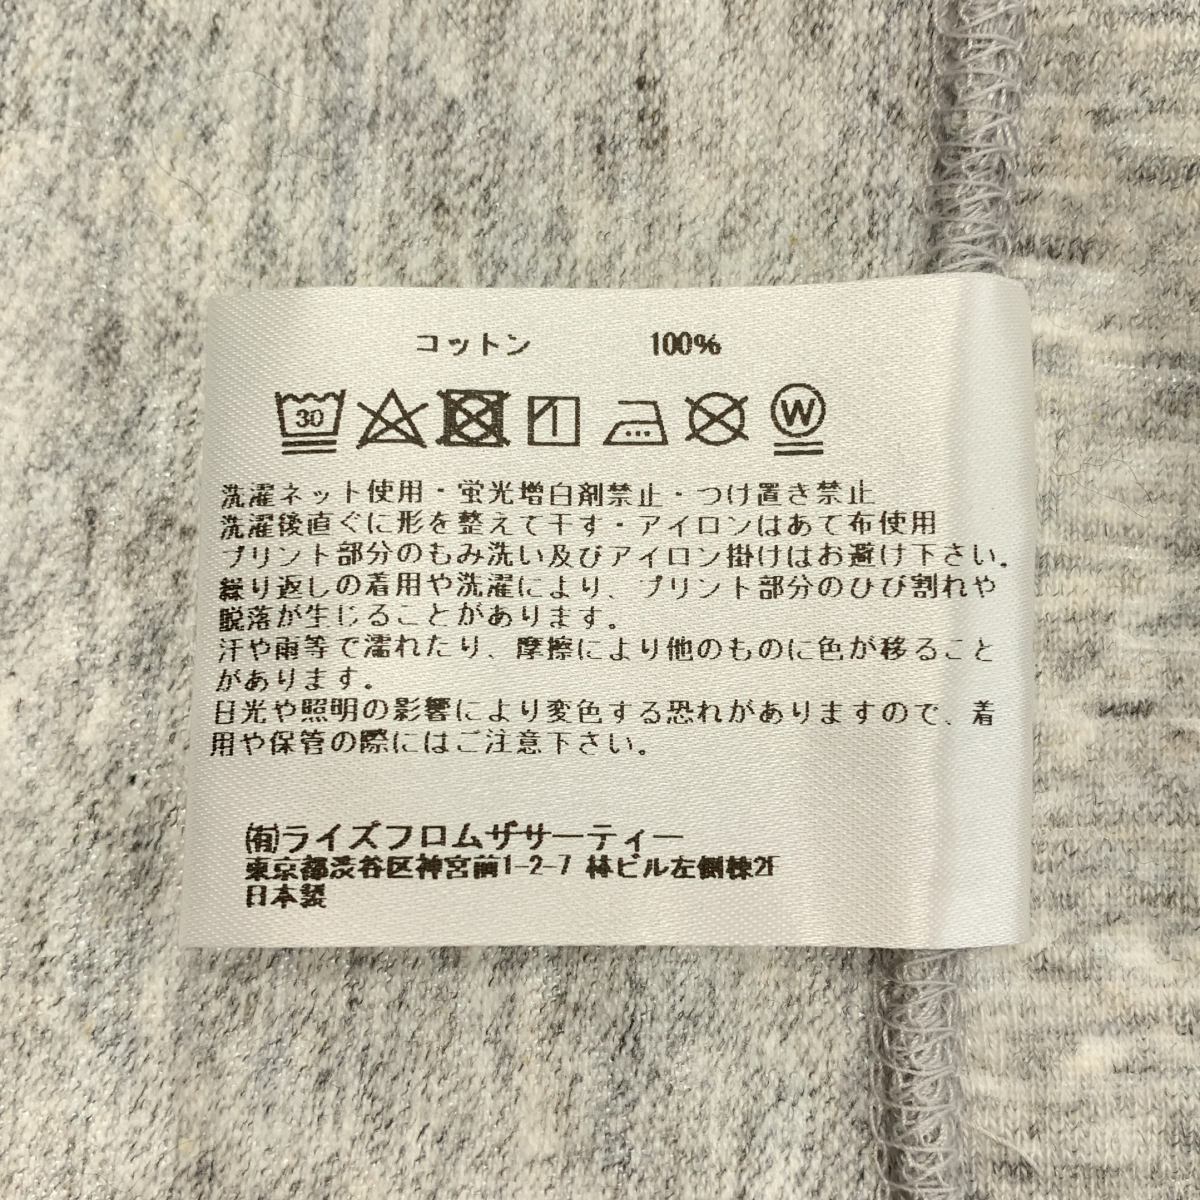 コットン 100%
30 W
洗濯ネット使用・蛍光増白剤禁止・つけ置き禁止
洗濯後直ぐに形を整えて干す・アイロンはあて布使用
プリント部分のもみ洗い及びアイロン掛けはお避け下さい。
繰り返しの着用や洗濯により、プリント部分のひび割れや
脱落が生じることがあります。
汗や雨等で濡れたり、摩擦により他のものに色が移ること
があります。
日光や照明の影響により変色する恐れがありますので、着
用や保管の際にはご注意下さい。
㈲ライズフロムザサーティー
東京都渋谷区神宮前1-2-7 林ビル左側棟2F
日本製